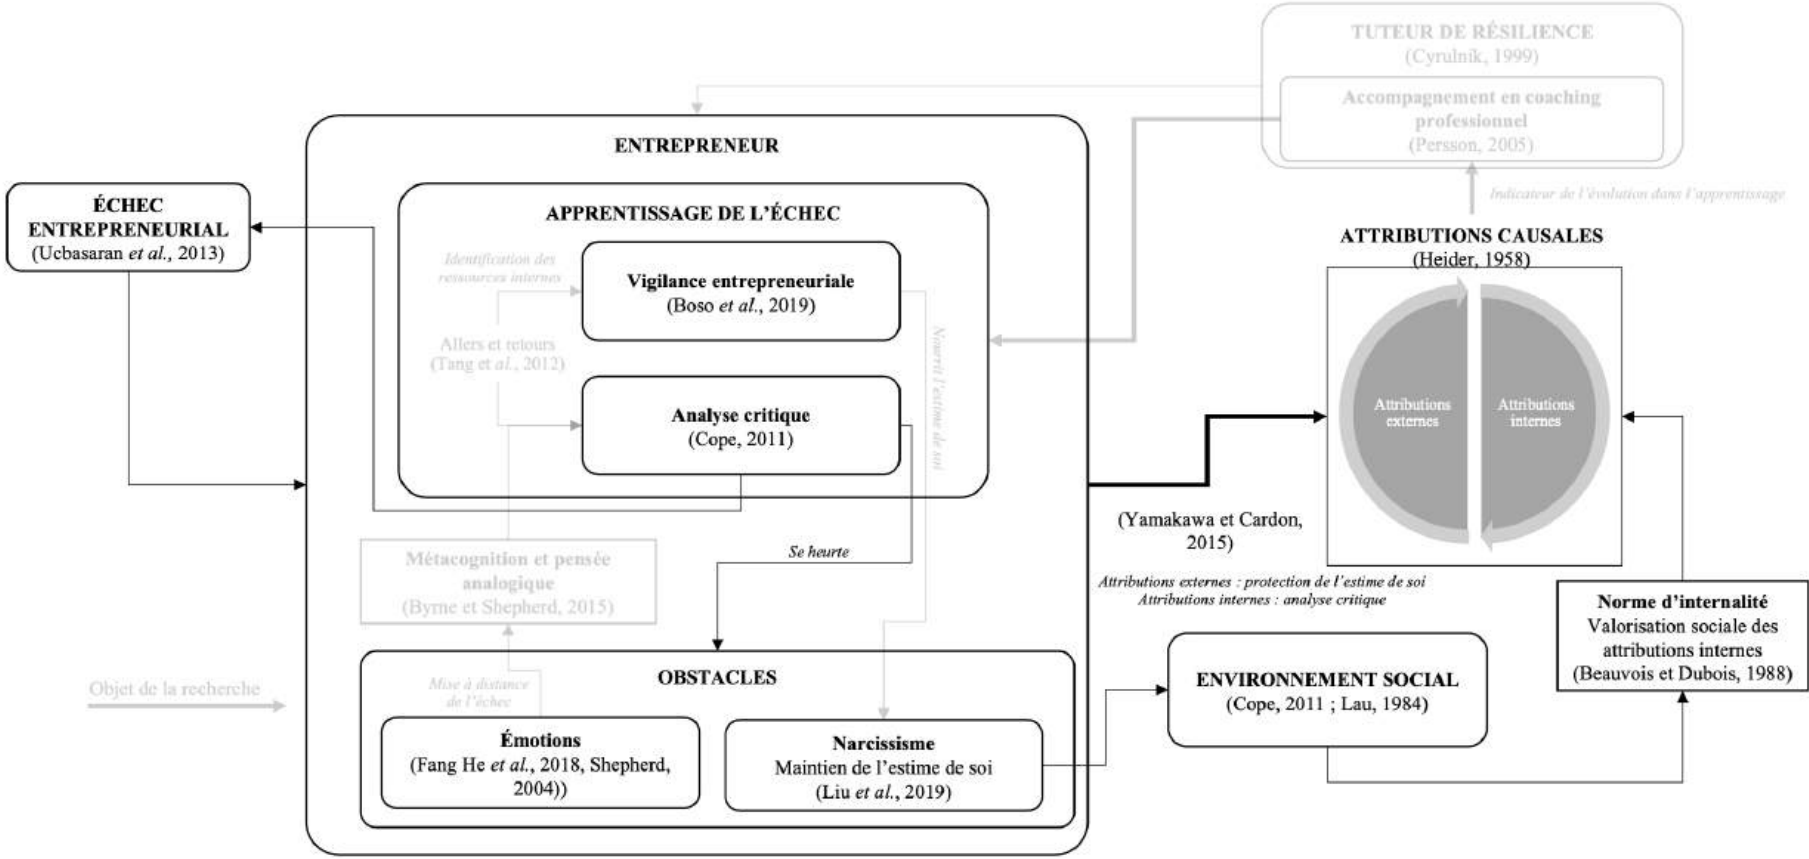 TUTEUR DE RÉSILIENCE
(Cyrulnik, 1999)
Accompagnement en coaching
professionnel
(Persson, 2005)
Indicateur de l'évolution dans l'apprentissage
ENTREPRENEUR
ÉCHEC
ENTREPRENEURIAL
(Ucbasaran et al., 2013)
APPRENTISSAGE DE L'ÉCHEC
Identification des
ressources internes
Vigilance entrepreneuriale
(Boso et al., 2019)
Allers et retours
(Tang et al., 2012)
Nourrit l'estime de soi
Analyse critique
(Cope, 2011)
ATTRIBUTIONS CAUSALES
(Heider, 1958)
Attributions
externes
Attributions
internes
(Yamakawa et Cardon,
2015)
Attributions externes : protection de l'estime de soi
Attributions internes : analyse critique
Métacognition et pensée
analogique
(Byrne et Shepherd, 2015)
Se heurte
Norme d'internalité
Valorisation sociale des
attributions internes
(Beauvois et Dubois, 1988)
OBSTACLES
Mise à distance
de l'échec
Émotions
(Fang He et al., 2018, Shepherd,
2004))
Narcissisme
Maintien de l'estime de soi
(Liu et al., 2019)
ENVIRONNEMENT SOCIAL
(Cope, 2011 ; Lau, 1984)
Objet de la recherche